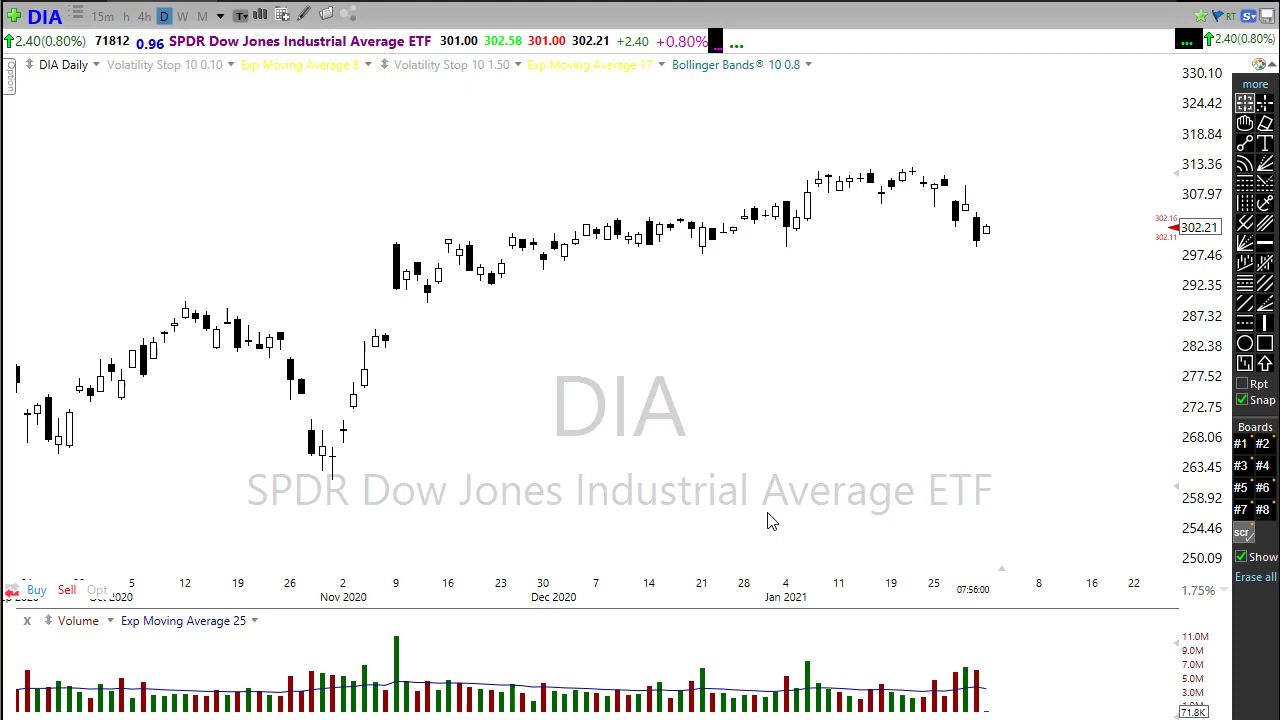 DIA 15m h 4h D W M T RT S
2.40(0.80%) 71812 0.96 SPDR Dow Jones Industrial Average ETF 301.00 302.58 301.00 302.21 +2.40 +0.80% ... ... 2.40(0.80%)
Option
DIA Daily Volatility Stop 10 0.10 Exp Moving Average 8 Volatility Stop 10 1.50 Exp Moving Average 17 Bollinger Bands® 10 0.8
330.10
324.42
318.84
313.36
307.97
302.16
302.21
302.11
297.46
292.35
287.32
282.38
277.52
272.75
268.06
263.45
258.92
254.46
250.09
1.75%
more
T
Rpt
Snap
Boards
#1 #2
#3 #4
#5 #6
#7 #8
scr
Show
Erase all
DIA
SPDR Dow Jones Industrial Average ETF
5 12 19 26 2 9 16 23 30 7 14 21 28 4 11 19 25 8 16 22
Buy Sell Opt
07:56:00
Oct 2020 Nov 2020 Dec 2020 Jan 2021
x Volume Exp Moving Average 25
11.0M
9.0M
7.0M
5.0M
3.0M
71.8K